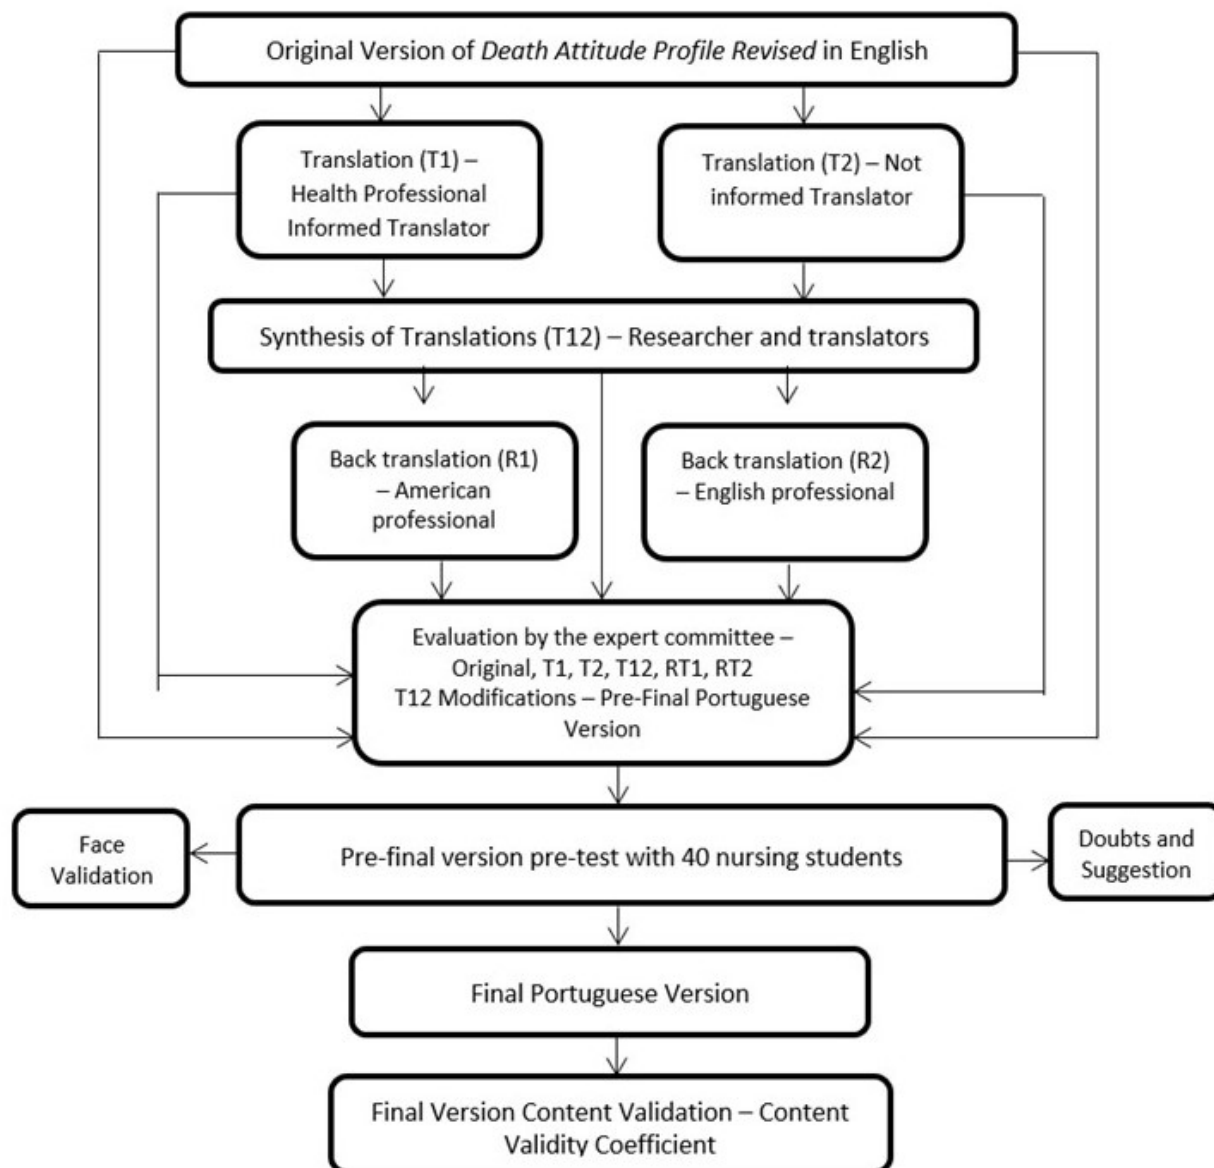 Original Version of Death Attitude Profile Revised in English
Translation (T1) –
Health Professional
Informed Translator
Translation (T2) – Not
informed Translator
Synthesis of Translations (T12) – Researcher and translators
Back translation (R1)
– American
professional
Back translation (R2)
– English professional
Evaluation by the expert committee –
Original, T1, T2, T12, RT1, RT2
T12 Modifications – Pre-Final Portuguese
Version
Face
Validation
Pre-final version pre-test with 40 nursing students
Doubts and
Suggestion
Final Portuguese Version
Final Version Content Validation – Content
Validity Coefficient